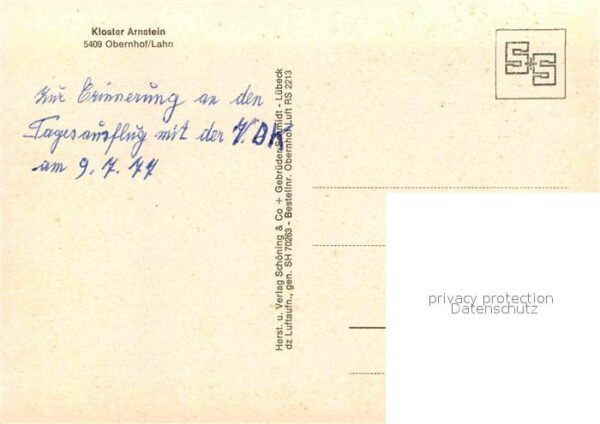 Kloster Arnstein
5409 Obernhof/Lahn
S+S
Zur Erinnerung an den
Tagesausflug mit der V.dK
am 9.7.77
Herst. u. Verlag Schöning & Co + Gebrüder Schmidt - Lübeck
dz Luftaufn., gen. SH 70263 - Bestellnr. Obernhof/Luft RS 2213
privacy protection
Datenschutz